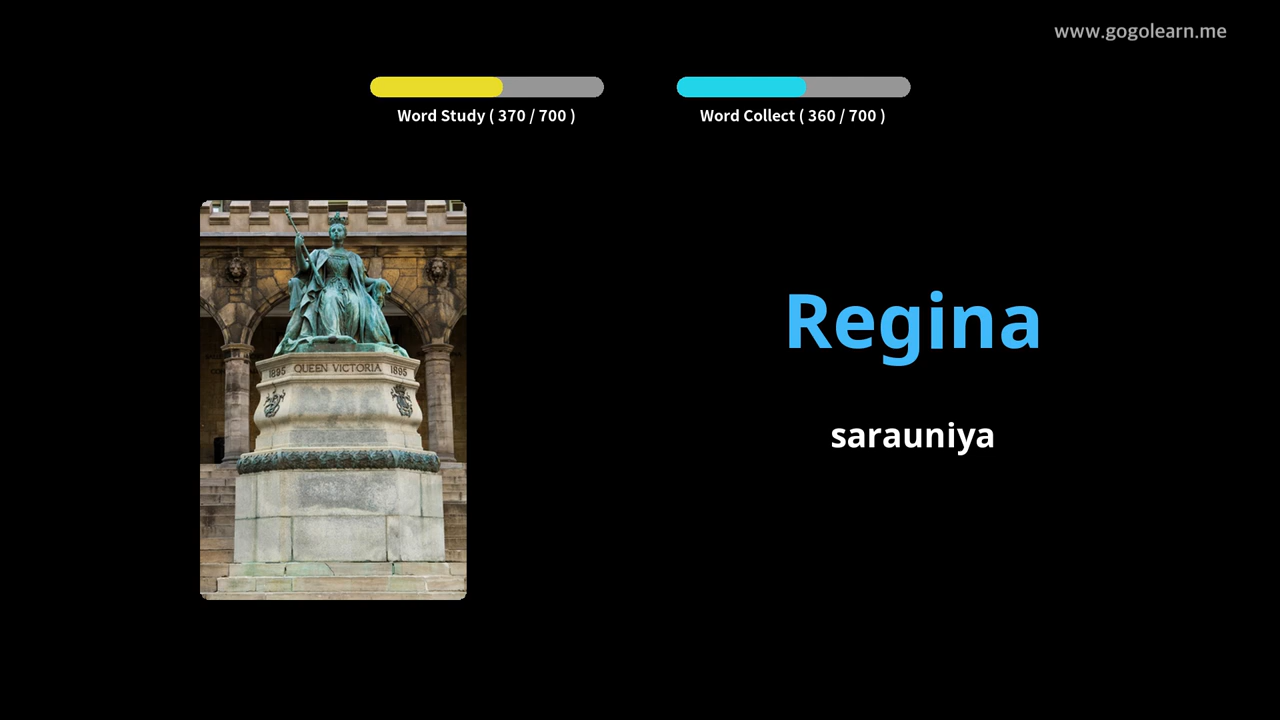 www.gogolearn.me
Word Study ( 370 / 700 )
Word Collect ( 360 / 700 )
1895 QUEEN VICTORIA 1895
Regina
sarauniya